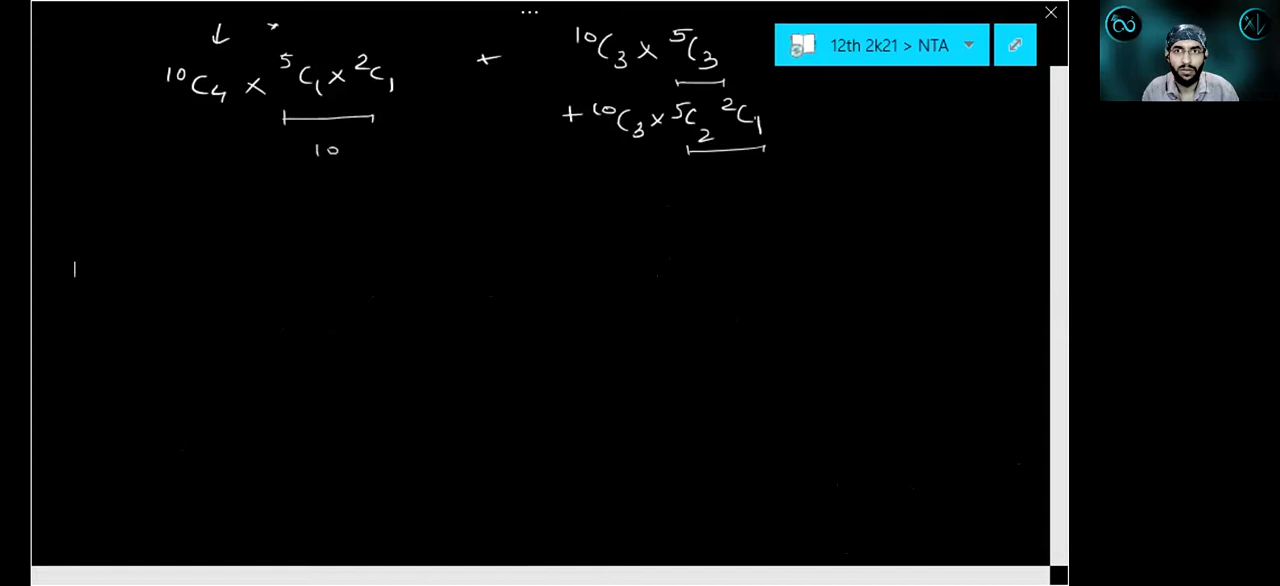 ...
¹⁰C₄ × ⁵C₁ × ²C₁ + ¹⁰C₃ × ⁵C₃
+ ¹⁰C₃ × ⁵C₂ ²C₁
10
12th 2k21 > NTA